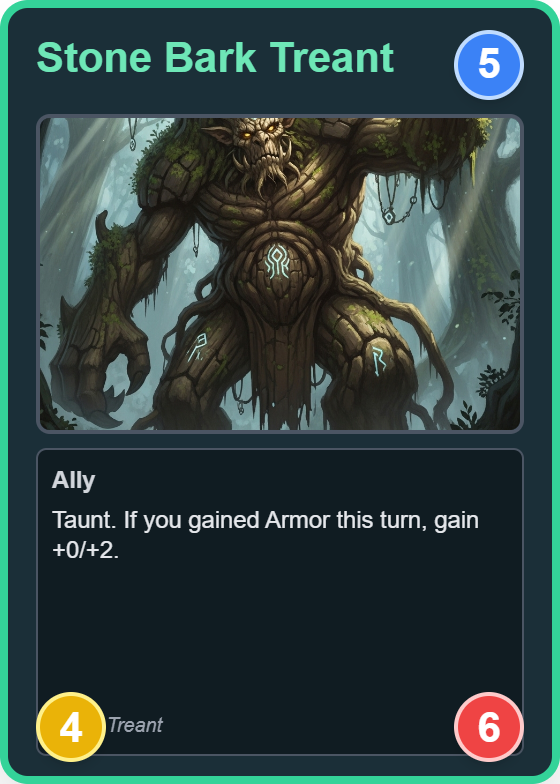 Stone Bark Treant
5
Ally
Taunt. If you gained Armor this turn, gain
+0/+2.
4
Treant
6